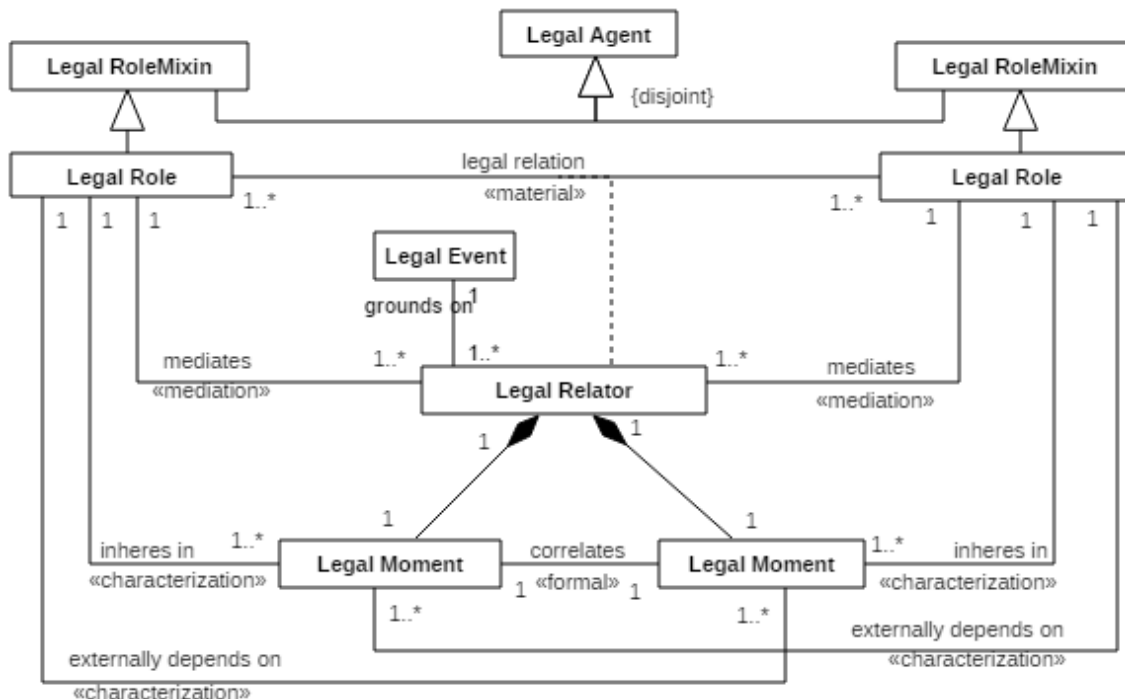 Legal Agent
Legal RoleMixin
Legal RoleMixin
{disjoint}
legal relation
Legal Role
Legal Role
«material»
1..*
1..*
1
1
1
1
1
1
Legal Event
1
grounds on
mediates
1..*
1..*
1..*
mediates
«mediation»
Legal Relator
«mediation»
1
1
1
1
inheres in
1..*
correlates
1..*
inheres in
Legal Moment
Legal Moment
«characterization»
«formal»
«characterization»
1
1
1..*
1..*
externally depends on
externally depends on
«characterization»
«characterization»